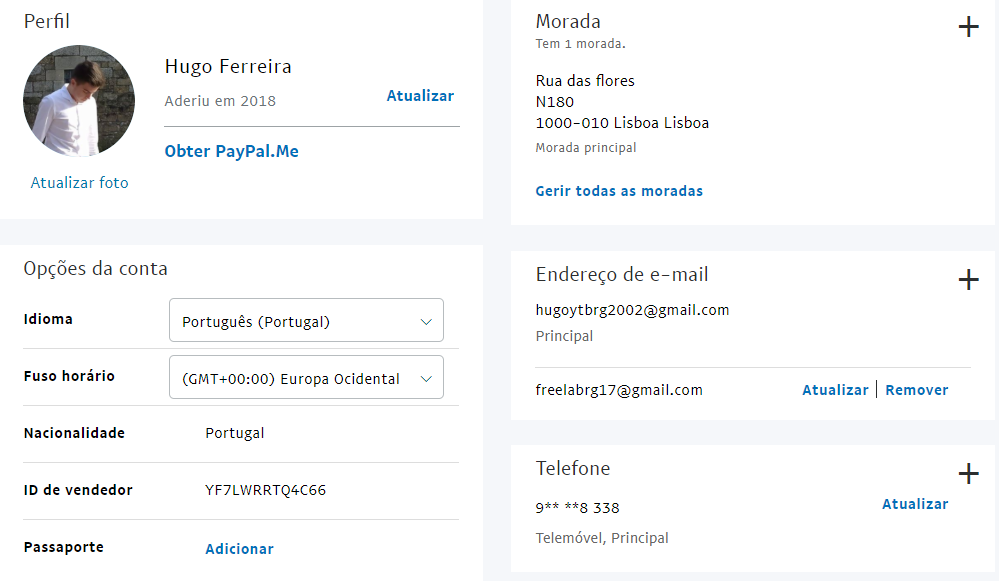 Perfil
Hugo Ferreira
Aderiu em 2018
Atualizar
Obter PayPal.Me
Atualizar foto
Opções da conta
Idioma
Português (Portugal)
Fuso horário
(GMT+00:00) Europa Ocidental
Nacionalidade
Portugal
ID de vendedor
YF7LWRRTQ4C66
Passaporte
Adicionar
Morada
Tem 1 morada.
Rua das flores
N180
1000-010 Lisboa Lisboa
Morada principal
Gerir todas as moradas
Endereço de e-mail
hugoytbrg2002@gmail.com
Principal
freelabrg17@gmail.com
Atualizar | Remover
Telefone
9** **8 338
Atualizar
Telemóvel, Principal